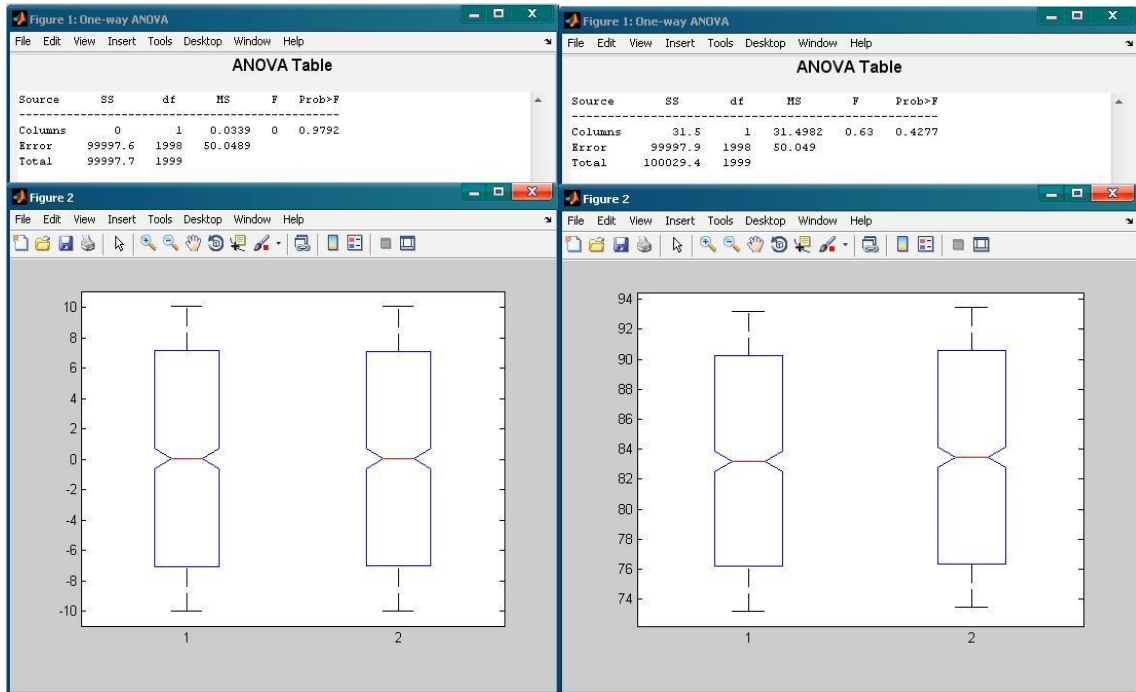 Figure 1: One-way ANOVA
File Edit View Insert Tools Desktop Window Help
ANOVA Table
Source SS df MS F Prob>F
Columns 0 1 0.0339 0 0.9792
Error 99997.6 1998 50.0489
Total 99997.7 1999
Figure 2
File Edit View Insert Tools Desktop Window Help
10
8
6
4
2
0
-2
-4
-6
-8
-10
1 2
Figure 1: One-way ANOVA
File Edit View Insert Tools Desktop Window Help
ANOVA Table
Source SS df MS F Prob>F
Columns 31.5 1 31.4982 0.63 0.4277
Error 99997.9 1998 50.049
Total 100029.4 1999
Figure 2
File Edit View Insert Tools Desktop Window Help
94
92
90
88
86
84
82
80
78
76
74
1 2